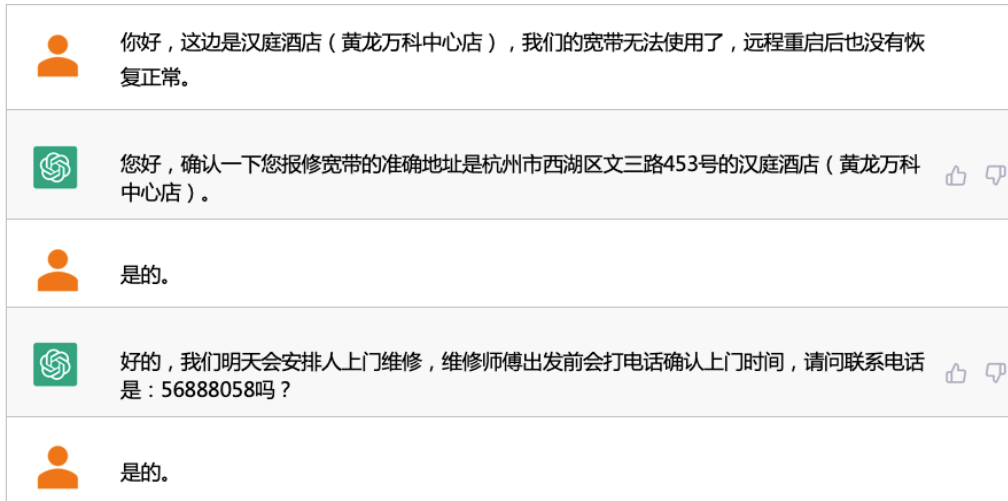 你好，这边是汉庭酒店（黄龙万科中心店），我们的宽带无法使用了，远程重启后也没有恢
复正常。
您好，确认一下您报修宽带的准确地址是杭州市西湖区文三路453号的汉庭酒店（黄龙万科
中心店）。
是的。
好的，我们明天会安排人上门维修，维修师傅出发前会打电话确认上门时间，请问联系电话
是：56888058吗？
是的。